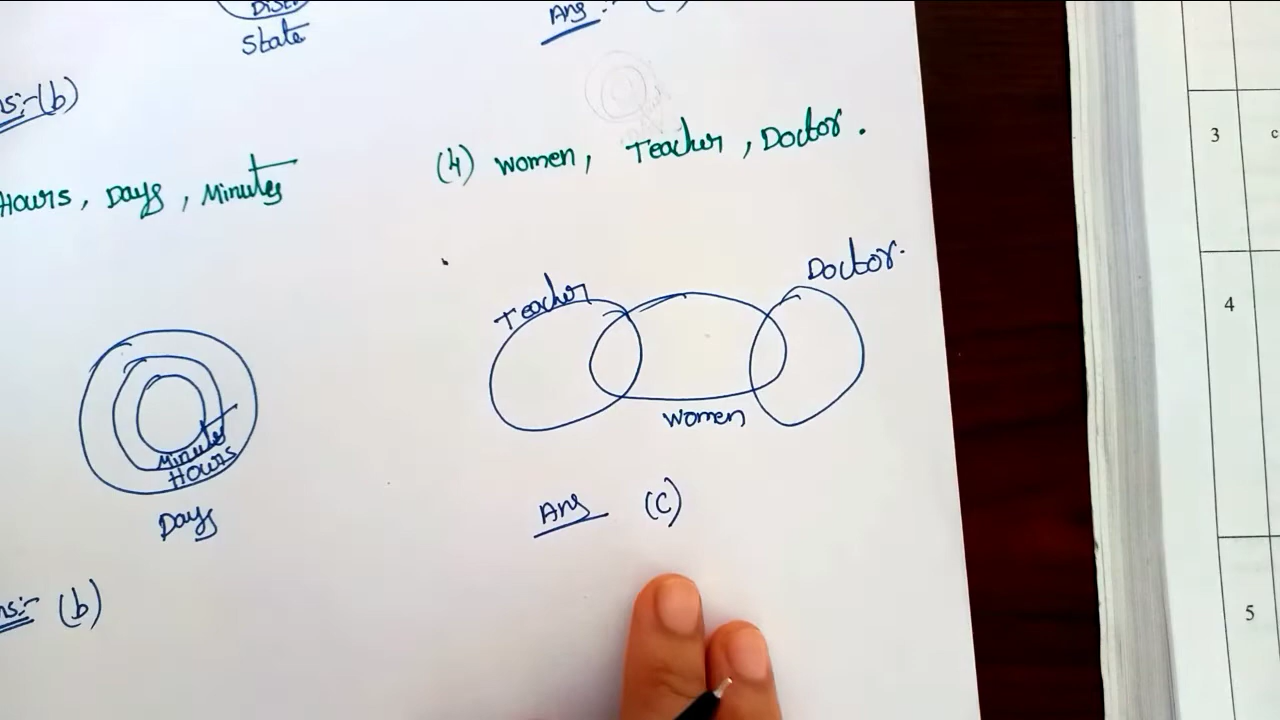 State
Ans :-
ns:-(b)
Hours, Days, Minutes
(4) women, Teacher, Doctor.
Teacher
Doctor.
women
Minutes
Hours
Days
Ans (C)
ns:- (b)
3
c
4
5